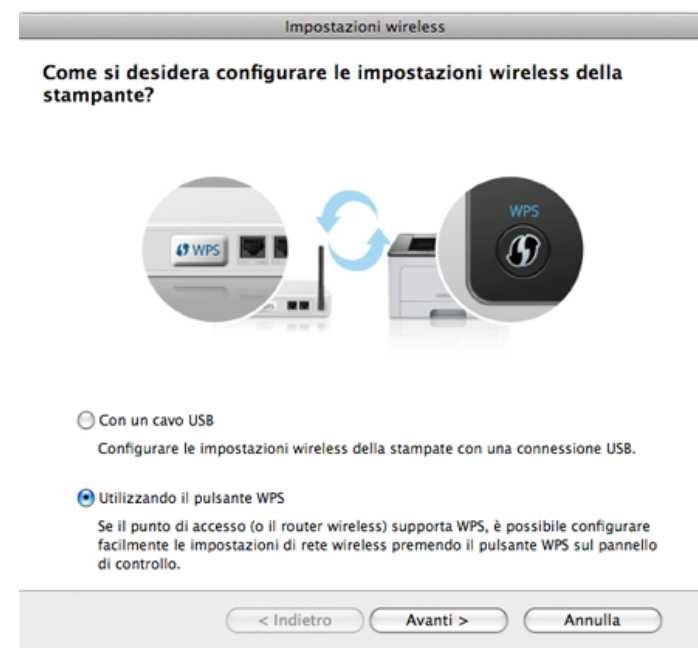 Impostazioni wireless
Come si desidera configurare le impostazioni wireless della
stampante?
WPS
WPS
Con un cavo USB
Configurare le impostazioni wireless della stampate con una connessione USB.
Utilizzando il pulsante WPS
Se il punto di accesso (o il router wireless) supporta WPS, è possibile configurare
facilmente le impostazioni di rete wireless premendo il pulsante WPS sul pannello
di controllo.
< Indietro
Avanti >
Annulla